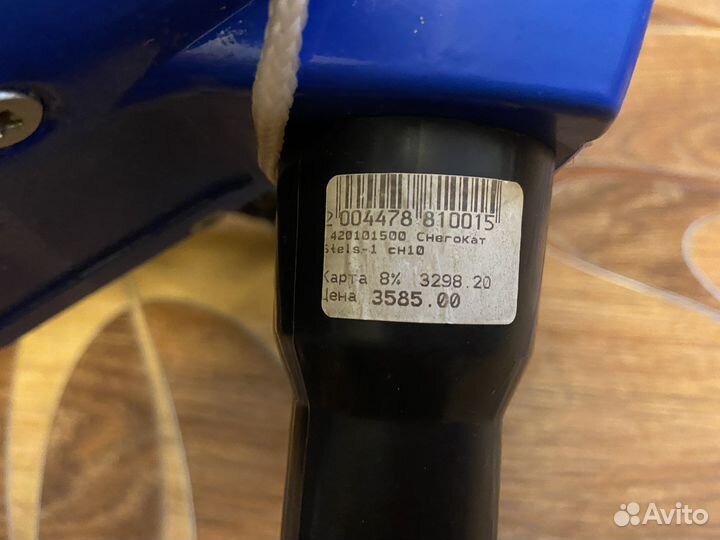 2 004478 810015
420101500 СНегоКат
Stels-1 сН10
Карта 8% 3298.20
Цена 3585.00
Avito